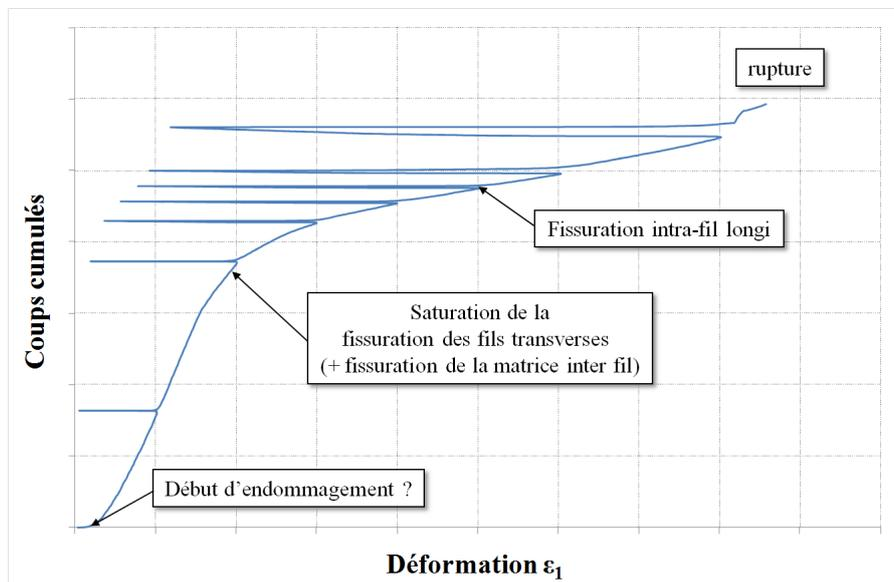 rupture
Fissuration intra-fil longi
Saturation de la
fissuration des fils transverses
(+ fissuration de la matrice inter fil)
Début d'endommagement ?
Coups cumulés
Déformation ε₁